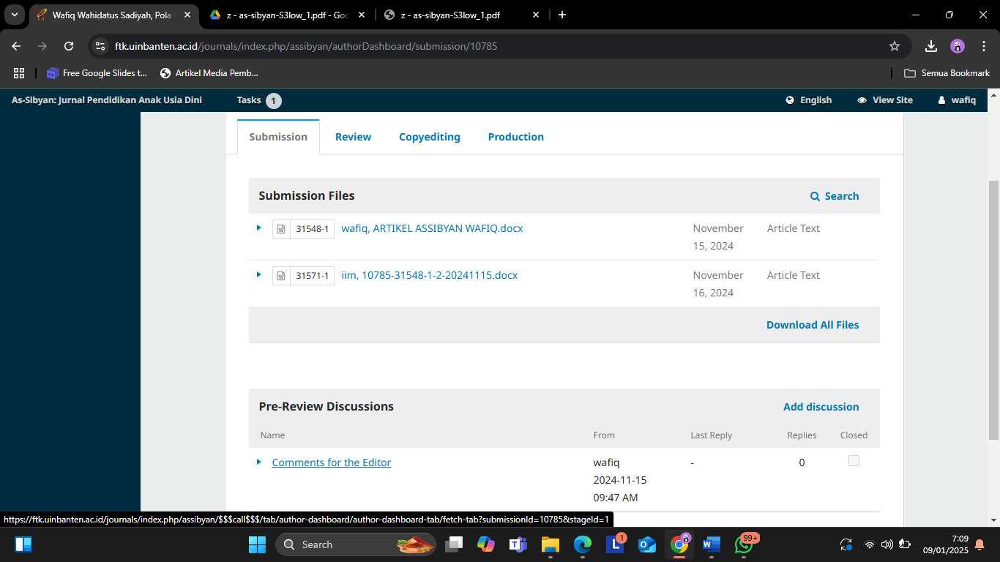 Wafiq Wahidatus Sadiyah, Pola
z - as-sibyan-S3low_1.pdf - Goo
z - as-sibyan-S3low_1.pdf
ftk.uinbanten.ac.id/journals/index.php/assibyan/authorDashboard/submission/10785
Free Google Slides t...
Artikel Media Pemb...
Semua Bookmark
As-Sibyan: Jurnal Pendidikan Anak Usia Dini
Tasks 1
English
View Site
wafiq
Submission
Review
Copyediting
Production
Submission Files
Search
31548-1 wafiq, ARTIKEL ASSIBYAN WAFIQ.docx
November 15, 2024
Article Text
31571-1 iim, 10785-31548-1-2-20241115.docx
November 16, 2024
Article Text
Download All Files
Pre-Review Discussions
Add discussion
Name From Last Reply Replies Closed
Comments for the Editor wafiq - 0
2024-11-15
09:47 AM
https://ftk.uinbanten.ac.id/journals/index.php/assibyan/$$$call$$$/tab/author-dashboard/author-dashboard-tab/fetch-tab?submissionId=10785&stageId=1
Search
1
99+
7:09
09/01/2025